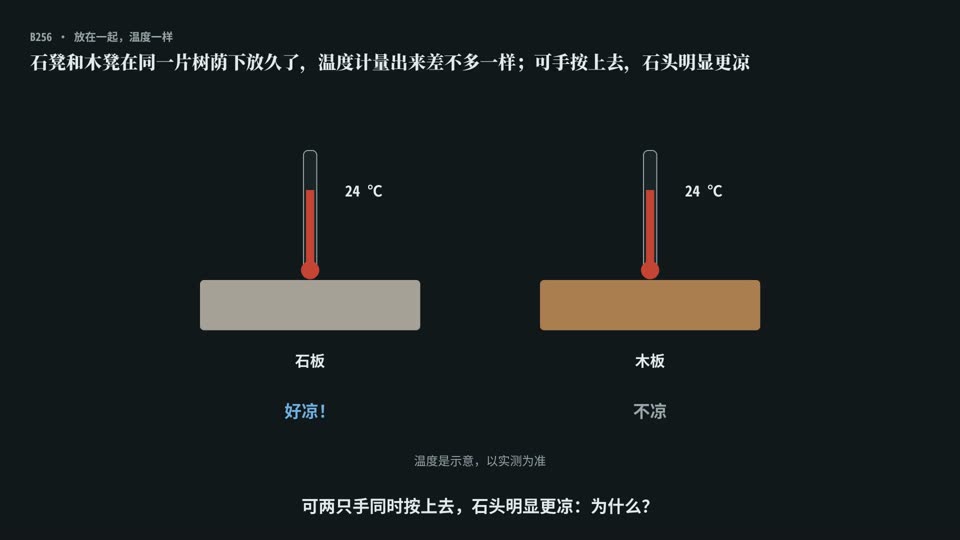 B256 · 放在一起，温度一样
石凳和木凳在同一片树荫下放久了，温度计量出来差不多一样；可手按上去，石头明显更凉
24 °C
24 °C
石板
木板
好凉！
不凉
温度是示意，以实测为准
可两只手同时按上去，石头明显更凉：为什么？